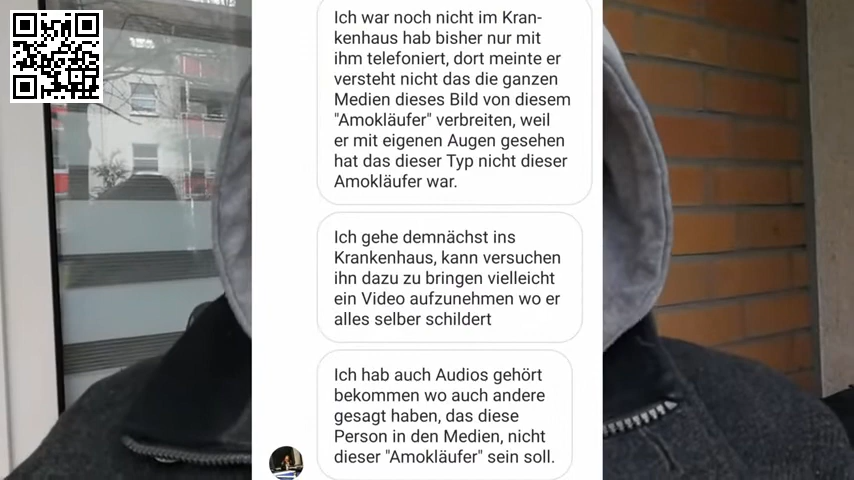 Ich war noch nicht im Kran-
kenhaus hab bisher nur mit
ihm telefoniert, dort meinte er
versteht nicht das die ganzen
Medien dieses Bild von diesem
"Amokläufer" verbreiten, weil
er mit eigenen Augen gesehen
hat das dieser Typ nicht dieser
Amokläufer war.
Ich gehe demnächst ins
Krankenhaus, kann versuchen
ihn dazu zu bringen vielleicht
ein Video aufzunehmen wo er
alles selber schildert
Ich hab auch Audios gehört
bekommen wo auch andere
gesagt haben, das diese
Person in den Medien, nicht
dieser "Amokläufer" sein soll.